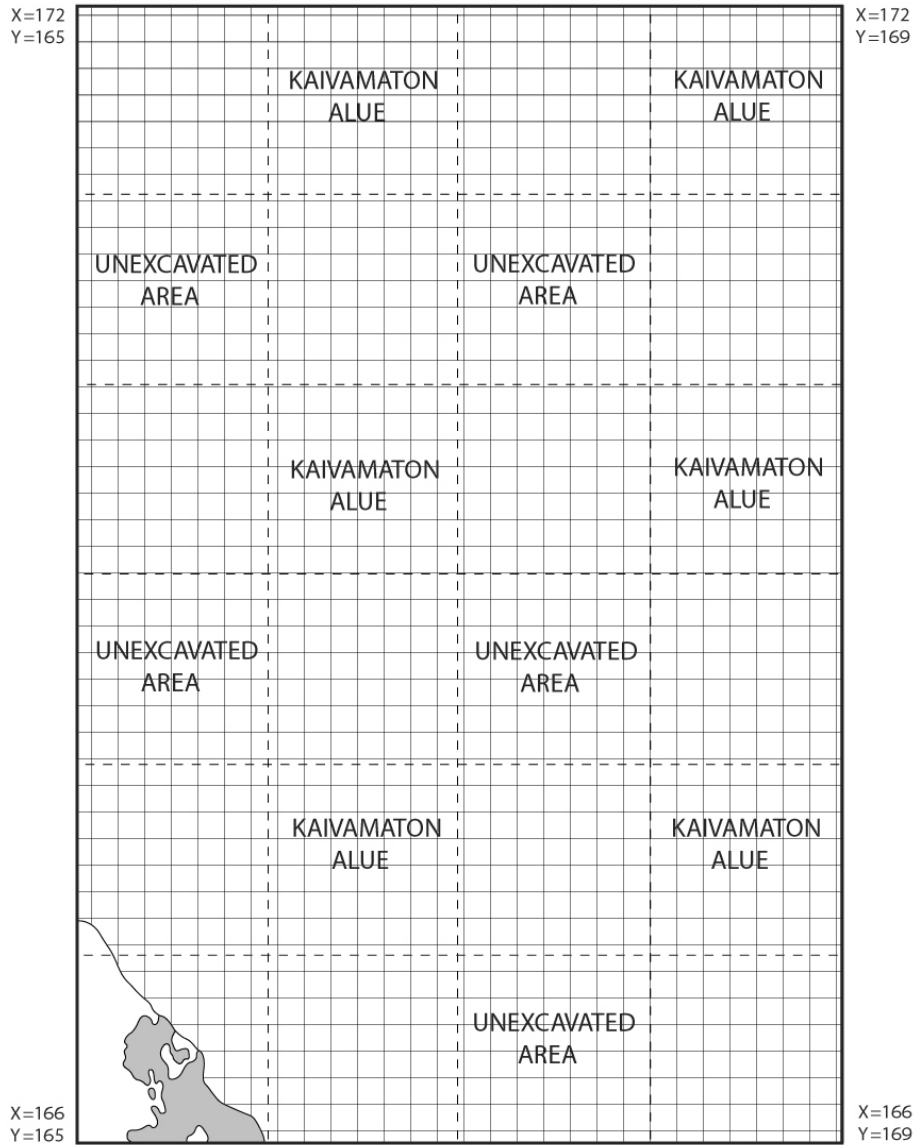 X=172
Y=165
X=172
Y=169
KAIVAMATON
ALUE
KAIVAMATON
ALUE
UNEXCAVATED
AREA
UNEXCAVATED
AREA
KAIVAMATON
ALUE
KAIVAMATON
ALUE
UNEXCAVATED
AREA
UNEXCAVATED
AREA
KAIVAMATON
ALUE
KAIVAMATON
ALUE
UNEXCAVATED
AREA
X=166
Y=165
X=166
Y=169